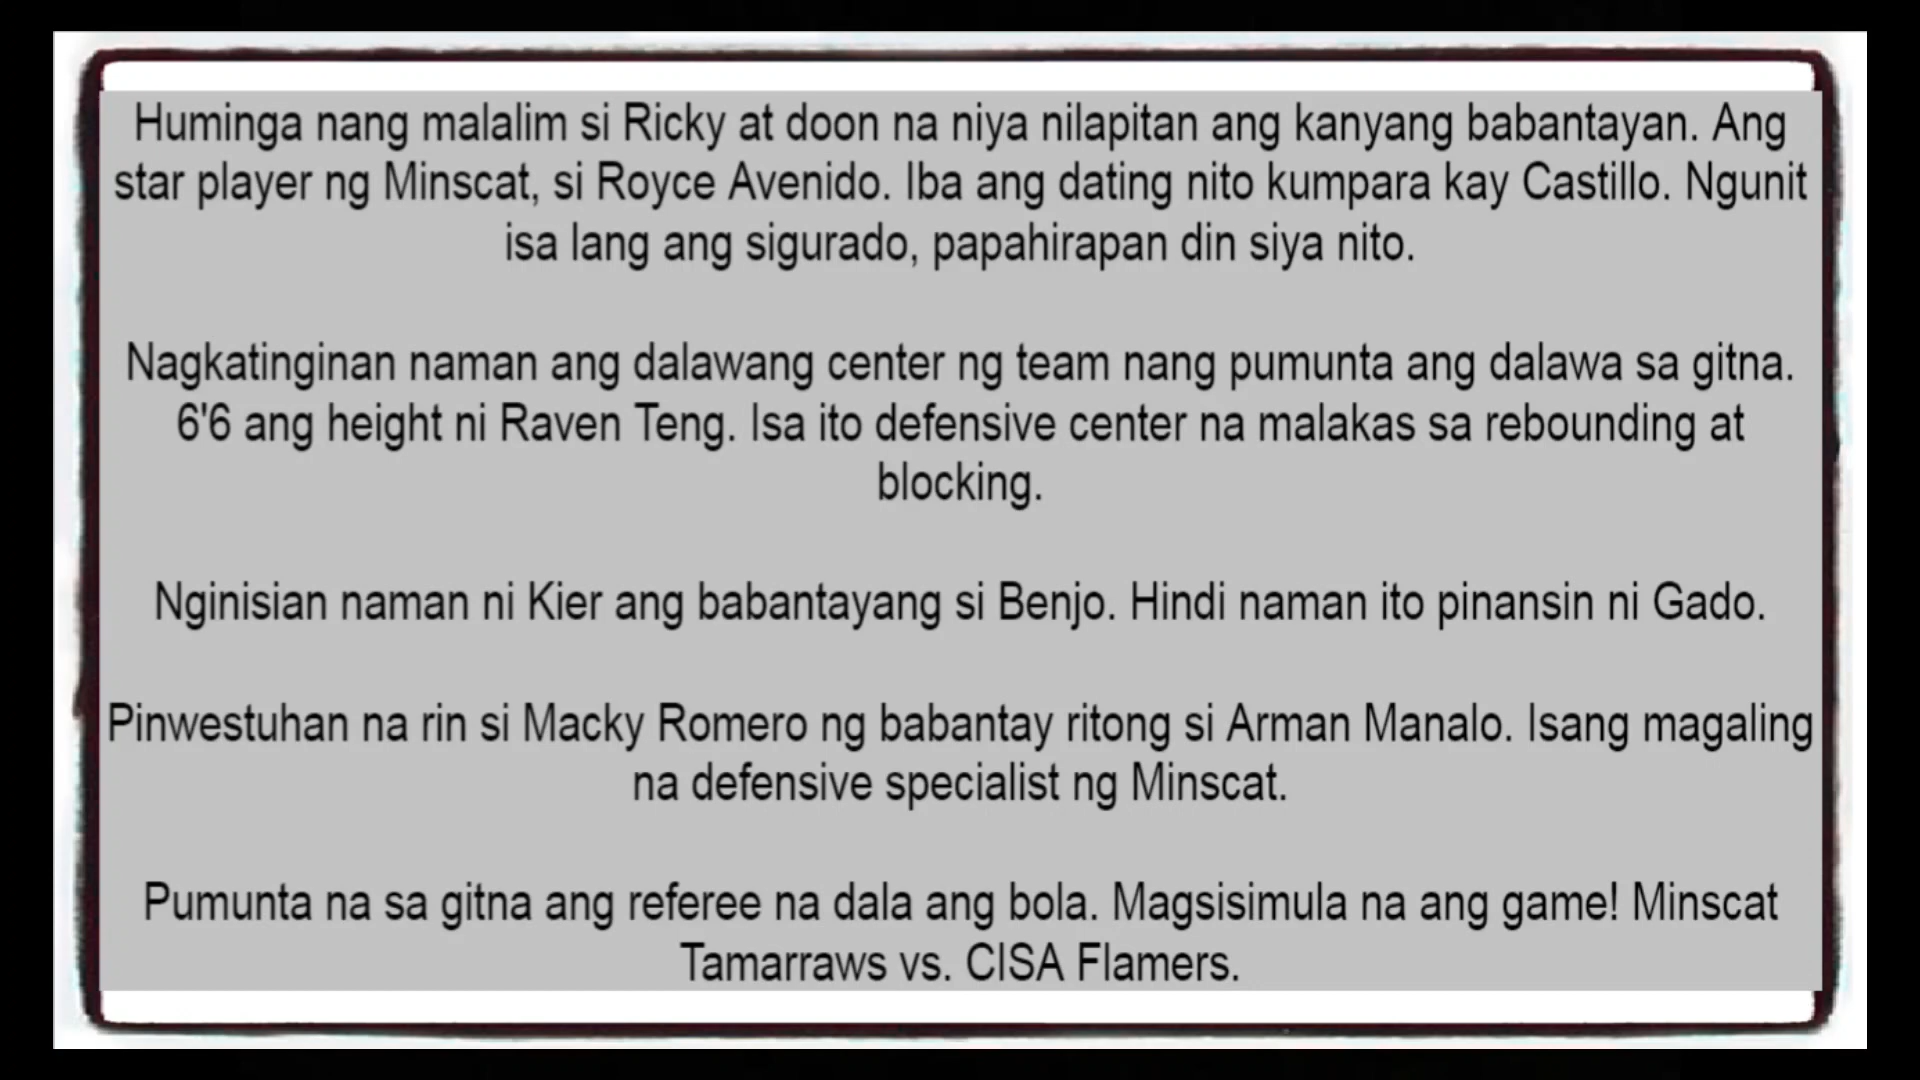 Huminga nang malalim si Ricky at doon na niya nilapitan ang kanyang babantayan. Ang
star player ng Minscat, si Royce Avenido. Iba ang dating nito kumpara kay Castillo. Ngunit
isa lang ang sigurado, papahirapan din siya nito.
Nagkatinginan naman ang dalawang center ng team nang pumunta ang dalawa sa gitna.
6'6 ang height ni Raven Teng. Isa ito defensive center na malakas sa rebounding at
blocking.
Nginisian naman ni Kier ang babantayang si Benjo. Hindi naman ito pinansin ni Gado.
Pinwestuhan na rin si Macky Romero ng babantay ritong si Arman Manalo. Isang magaling
na defensive specialist ng Minscat.
Pumunta na sa gitna ang referee na dala ang bola. Magsisimula na ang game! Minscat
Tamarraws vs. CISA Flamers.